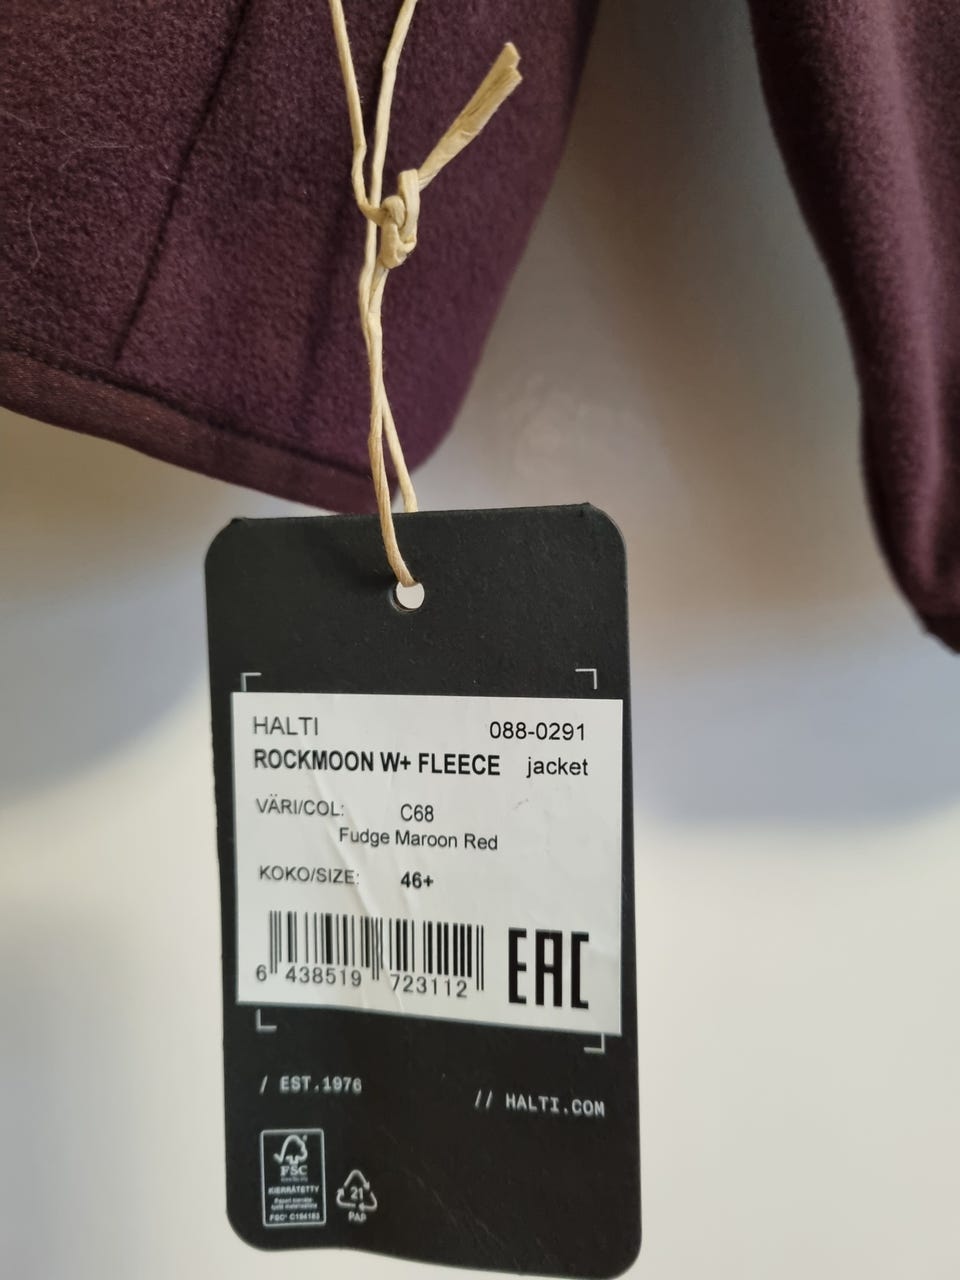 HALTI 088-0291
ROCKMOON W+ FLEECE jacket
VÄRI/COL: C68
Fudge Maroon Red
KOKO/SIZE: 46+
6 438519 723112
EAC
/ EST.1976
// HALTI.COM
FSC
KIERRÄTETTY
21
PAP